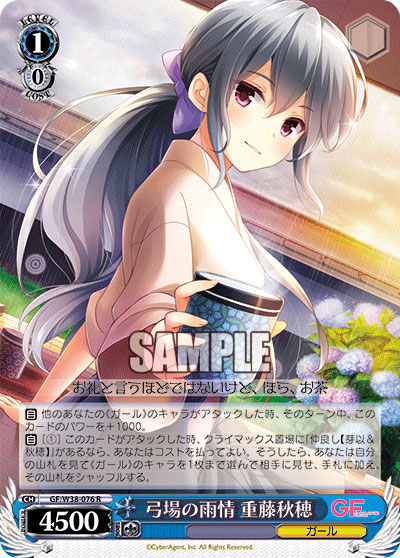 LEVEL
1
0
COST
SAMPLE
お礼と言うほどではないけど、ほら、お茶
自 他のあなたの《ガール》のキャラがアタックした時、そのターン中、このカードのパワーを+1000。
自 [①] このカードがアタックした時、クライマックス置場に「仲良し【芽以&秋穂】」があるなら、あなたはコストを払ってよい。そうしたら、あなたは自分の山札を見て《ガール》のキャラを1枚まで選んで相手に見せ、手札に加え、その山札をシャッフルする。
CH
GF/W38-076 R
4500
弓場の雨情 重藤秋穂
GF
ガール
©CyberAgent, Inc. All Rights Reserved.